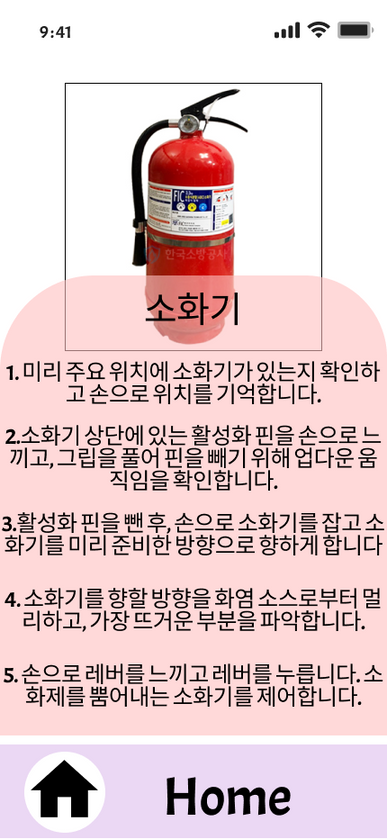 9:41
FIC
한국소방공사
소화기
1. 미리 주요 위치에 소화기가 있는지 확인하
고 손으로 위치를 기억합니다.
2.소화기 상단에 있는 활성화 핀을 손으로 느
끼고, 그립을 풀어 핀을 빼기 위해 업다운 움
직임을 확인합니다.
3.활성화 핀을 뺀 후, 손으로 소화기를 잡고 소
화기를 미리 준비한 방향으로 향하게 합니다
4. 소화기를 향할 방향을 화염 소스로부터 멀
리하고, 가장 뜨거운 부분을 파악합니다.
5. 손으로 레버를 느끼고 레버를 누릅니다. 소
화제를 뿜어내는 소화기를 제어합니다.
Home